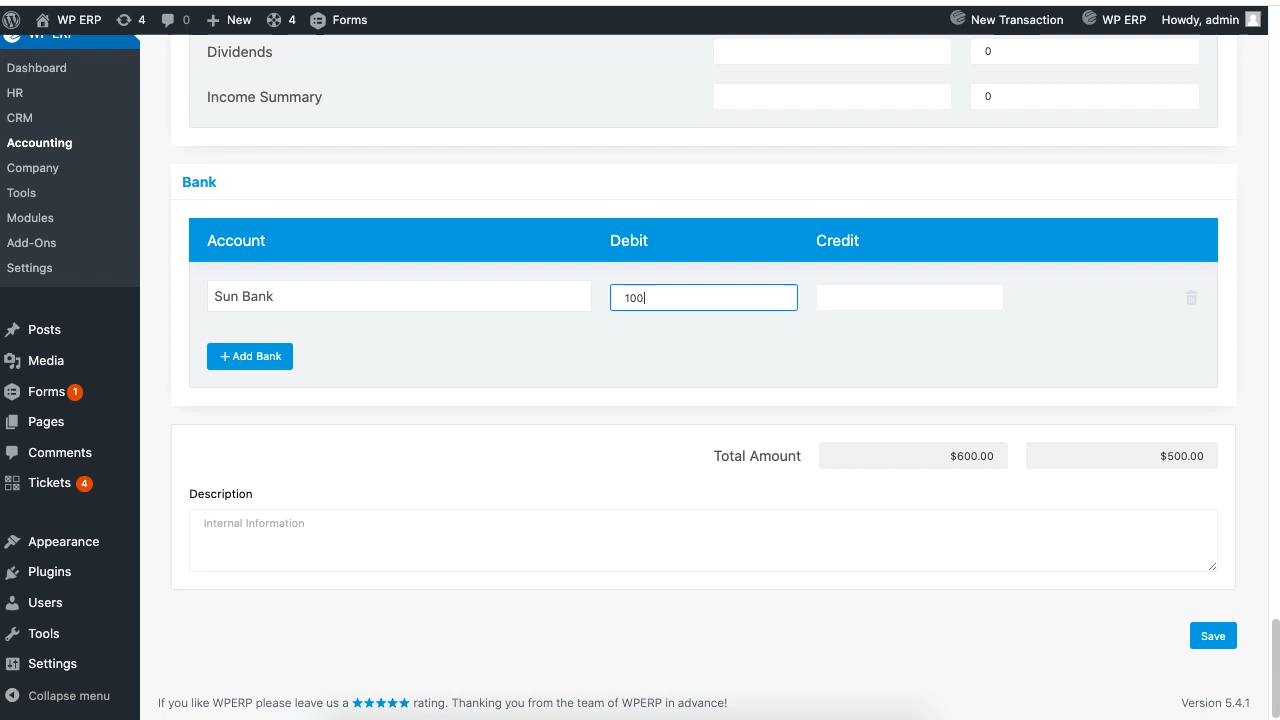 WP ERP 4 0 New 4 Forms New Transaction WP ERP Howdy, admin
Dashboard
HR
CRM
Accounting
Company
Tools
Modules
Add-Ons
Settings
Posts
Media
Forms 1
Pages
Comments
Tickets 4
Appearance
Plugins
Users
Tools
Settings
Collapse menu
Dividends 0
Income Summary 0
Bank
Account Debit Credit
Sun Bank 100
+ Add Bank
Total Amount $600.00 $500.00
Description
Internal Information
Save
If you like WPERP please leave us a ★★★★★ rating. Thanking you from the team of WPERP in advance! Version 5.4.1